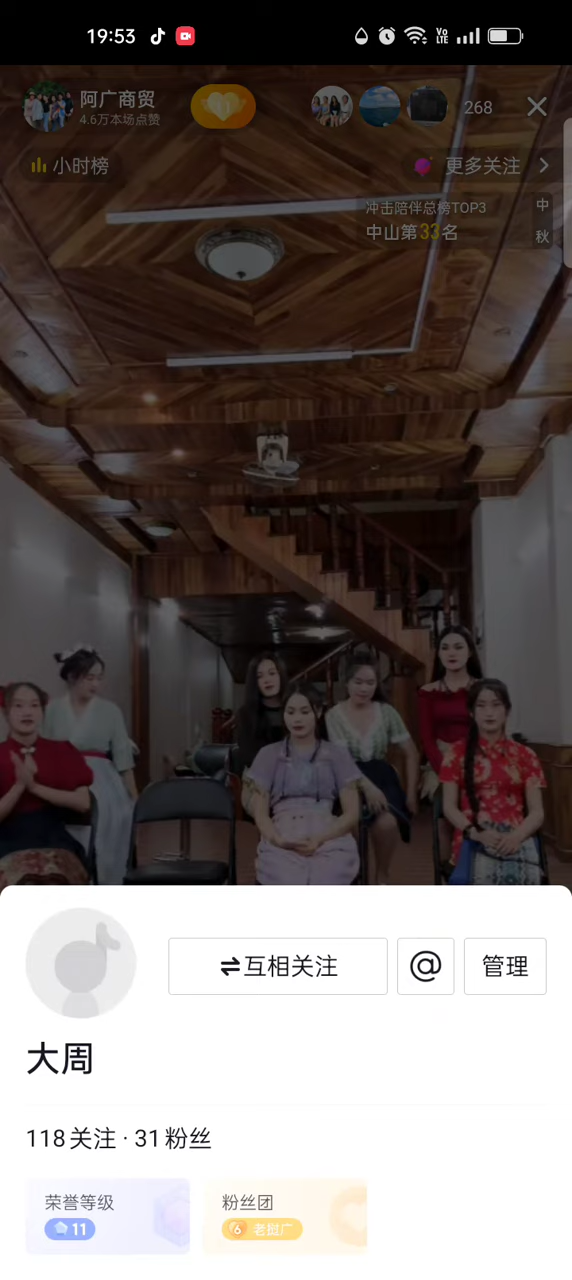 19:53
VoLTE
阿广商贸
4.6万本场点赞
268
小时榜
更多关注
冲击陪伴总榜TOP3
中山第33名
中秋
互相关注
@
管理
大周
118关注 · 31粉丝
荣誉等级
11
粉丝团
6 老挝广